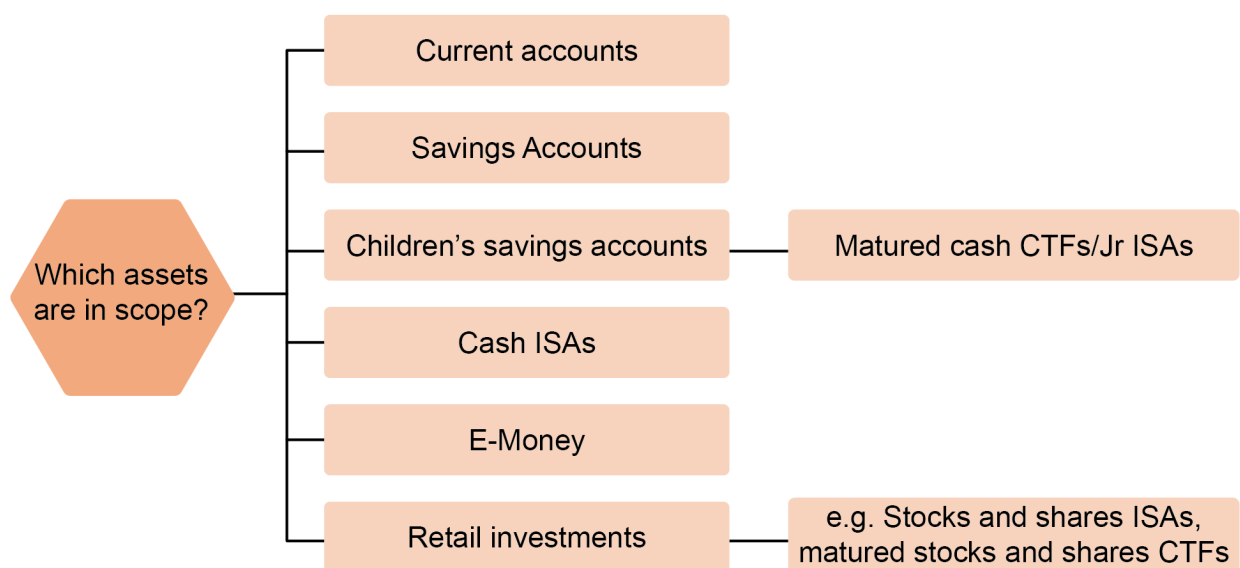 Which assets
are in scope?
Current accounts
Savings Accounts
Children’s savings accounts
Matured cash CTFs/Jr ISAs
Cash ISAs
E-Money
Retail investments
e.g. Stocks and shares ISAs,
matured stocks and shares CTFs